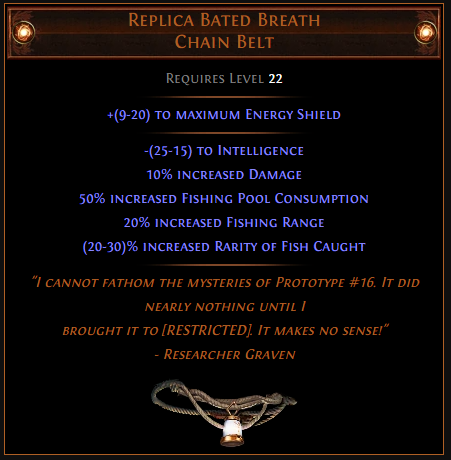 Replica Bated Breath
Chain Belt
Requires Level 22
+(9-20) to maximum Energy Shield
-(25-15) to Intelligence
10% increased Damage
50% increased Fishing Pool Consumption
20% increased Fishing Range
(20-30)% increased Rarity of Fish Caught
"I cannot fathom the mysteries of Prototype #16. It did
nearly nothing until I
brought it to [RESTRICTED]. It makes no sense!"
- Researcher Graven